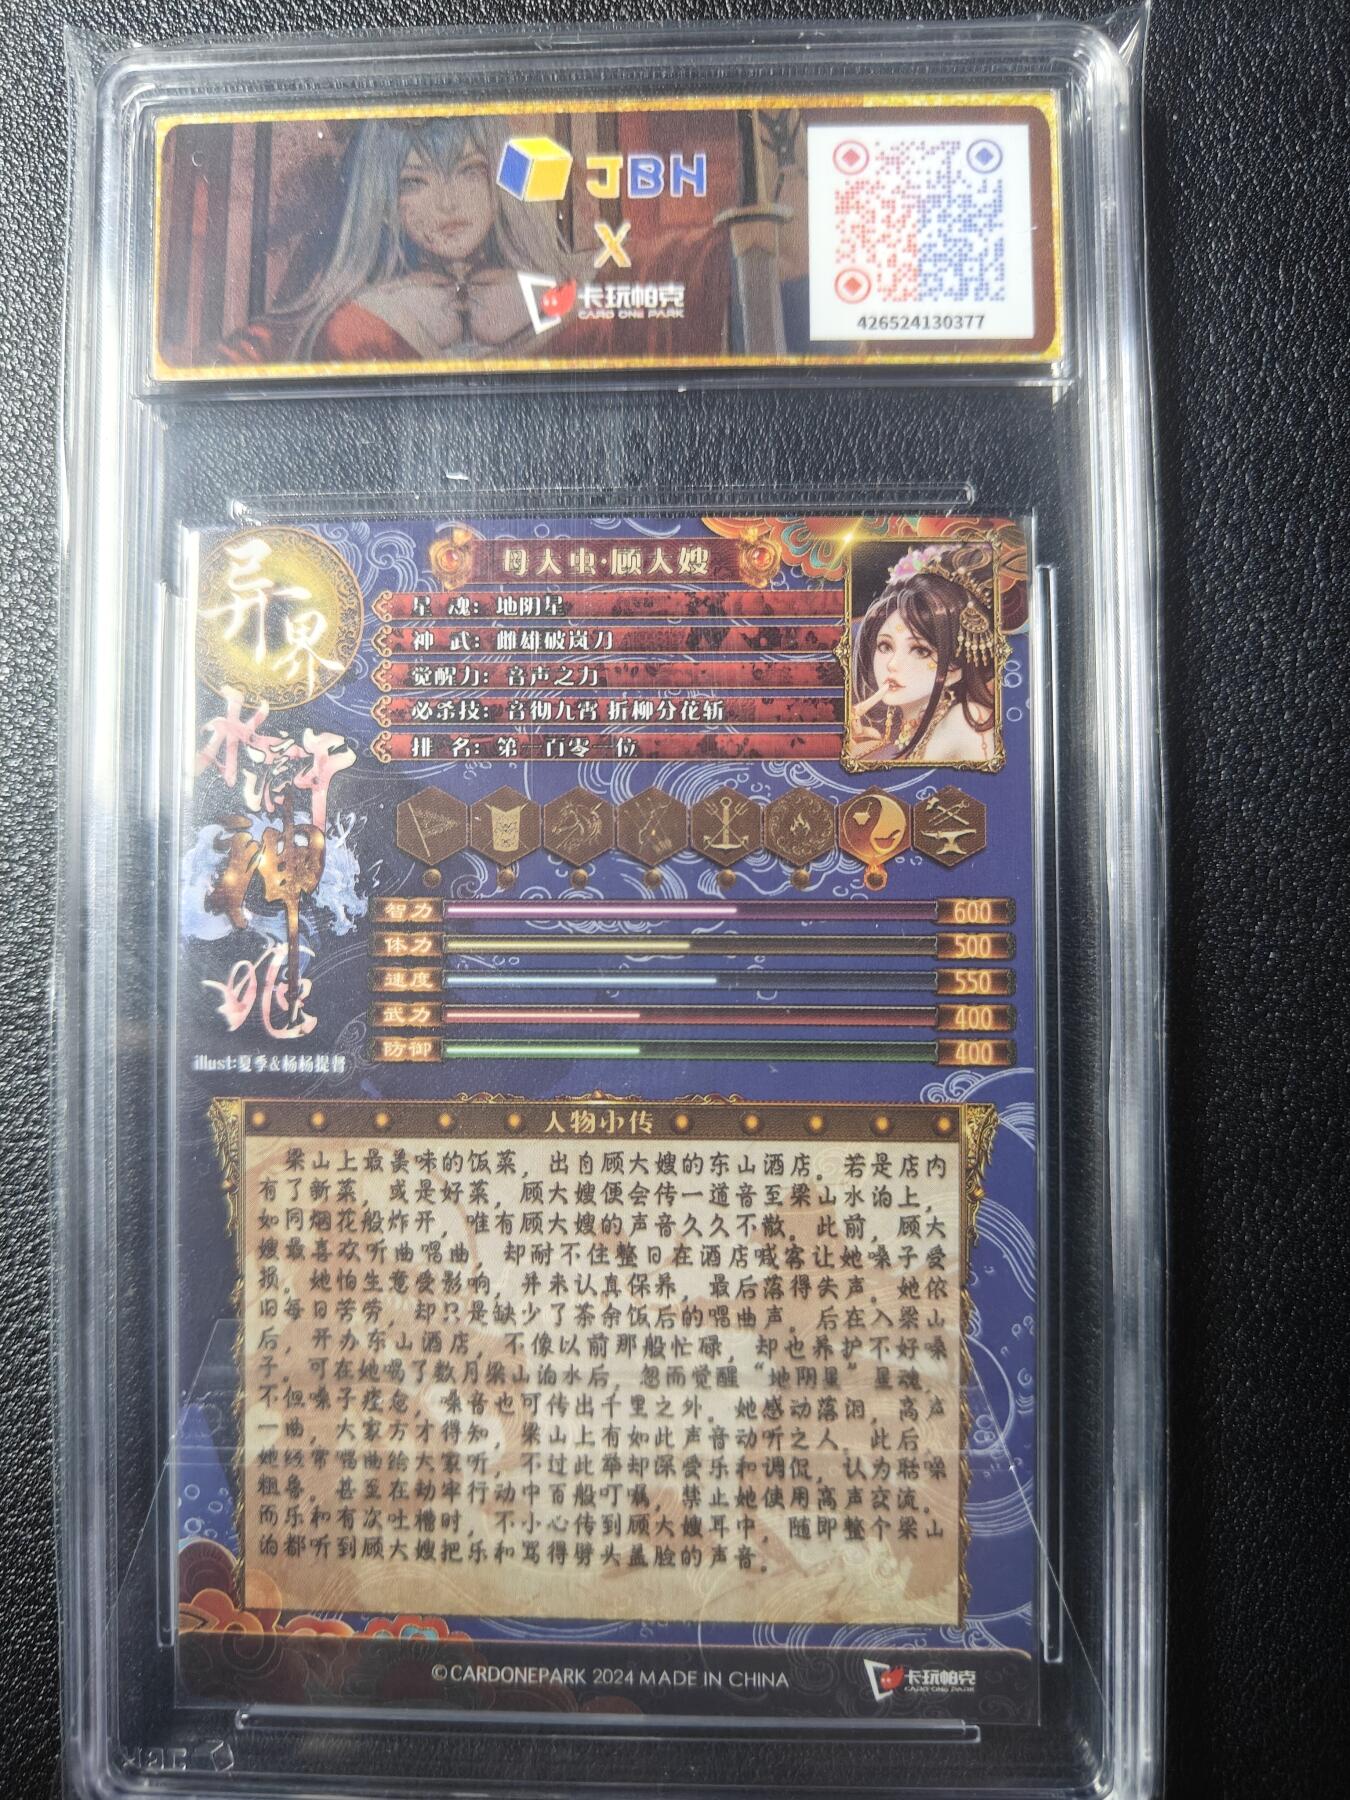 JBH
X
卡玩帕克
CARD ONE PARK
426524130377
异界
水浒
神
母大虫·顾大嫂
星 魂：地阴星
神 武：雌雄破岚刀
觉醒力：音声之力
必杀技：音彻九霄 折柳分花斩
排 名：第一百零一位
智力 600
体力 500
速度 550
武力 400
防御 400
illust:夏季&杨杨提督
人物小传
梁山上最美味的饭菜，出自顾大嫂的东山酒店。若是店内
有了新菜，或是好菜，顾大嫂便会传一道音至梁山水泊上，
如同烟花般炸开，唯有顾大嫂的声音久久不散。此前，顾大
嫂最喜欢听曲唱曲，却耐不住整日在酒店喊客让她嗓子受
损。她怕生意受影响，并未认真保养，最后落得失声。她依
旧每日苦劳，却只是缺少了茶余饭后的唱曲声。后在入梁山
后，开办东山酒店，不像以前那般忙碌，却也养护不好嗓
子。可在她喝了数月梁山泊水后，忽而觉醒“地阴星”星魂，
不但嗓子痊愈，嗓音也可传出千里之外。她感动落泪，高声
一曲，大家方才得知，梁山上有如此声音动听之人。此后，
她经常唱曲给大家听，不过此举却深受乐和调侃，认为聒噪
粗鲁。甚至在劫牢行动中百般叮嘱，禁止她使用高声交流。
而乐和有次吐槽时，不小心传到顾大嫂耳中，随即整个梁山
泊都听到顾大嫂把乐和骂得劈头盖脸的声音。
©CARDONEPARK 2024 MADE IN CHINA
卡玩帕克
CARD ONE PARK